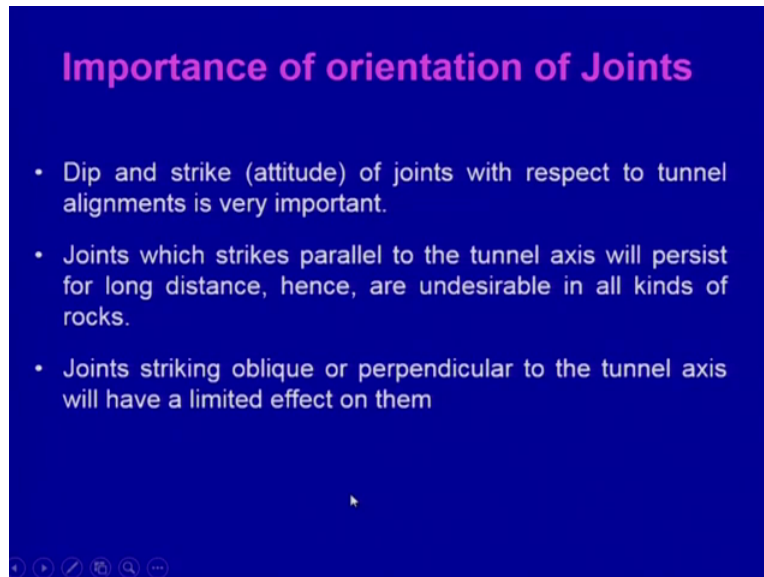 Importance of orientation of Joints
• Dip and strike (attitude) of joints with respect to tunnel
alignments is very important.
• Joints which strikes parallel to the tunnel axis will persist
for long distance, hence, are undesirable in all kinds of
rocks.
• Joints striking oblique or perpendicular to the tunnel axis
will have a limited effect on them